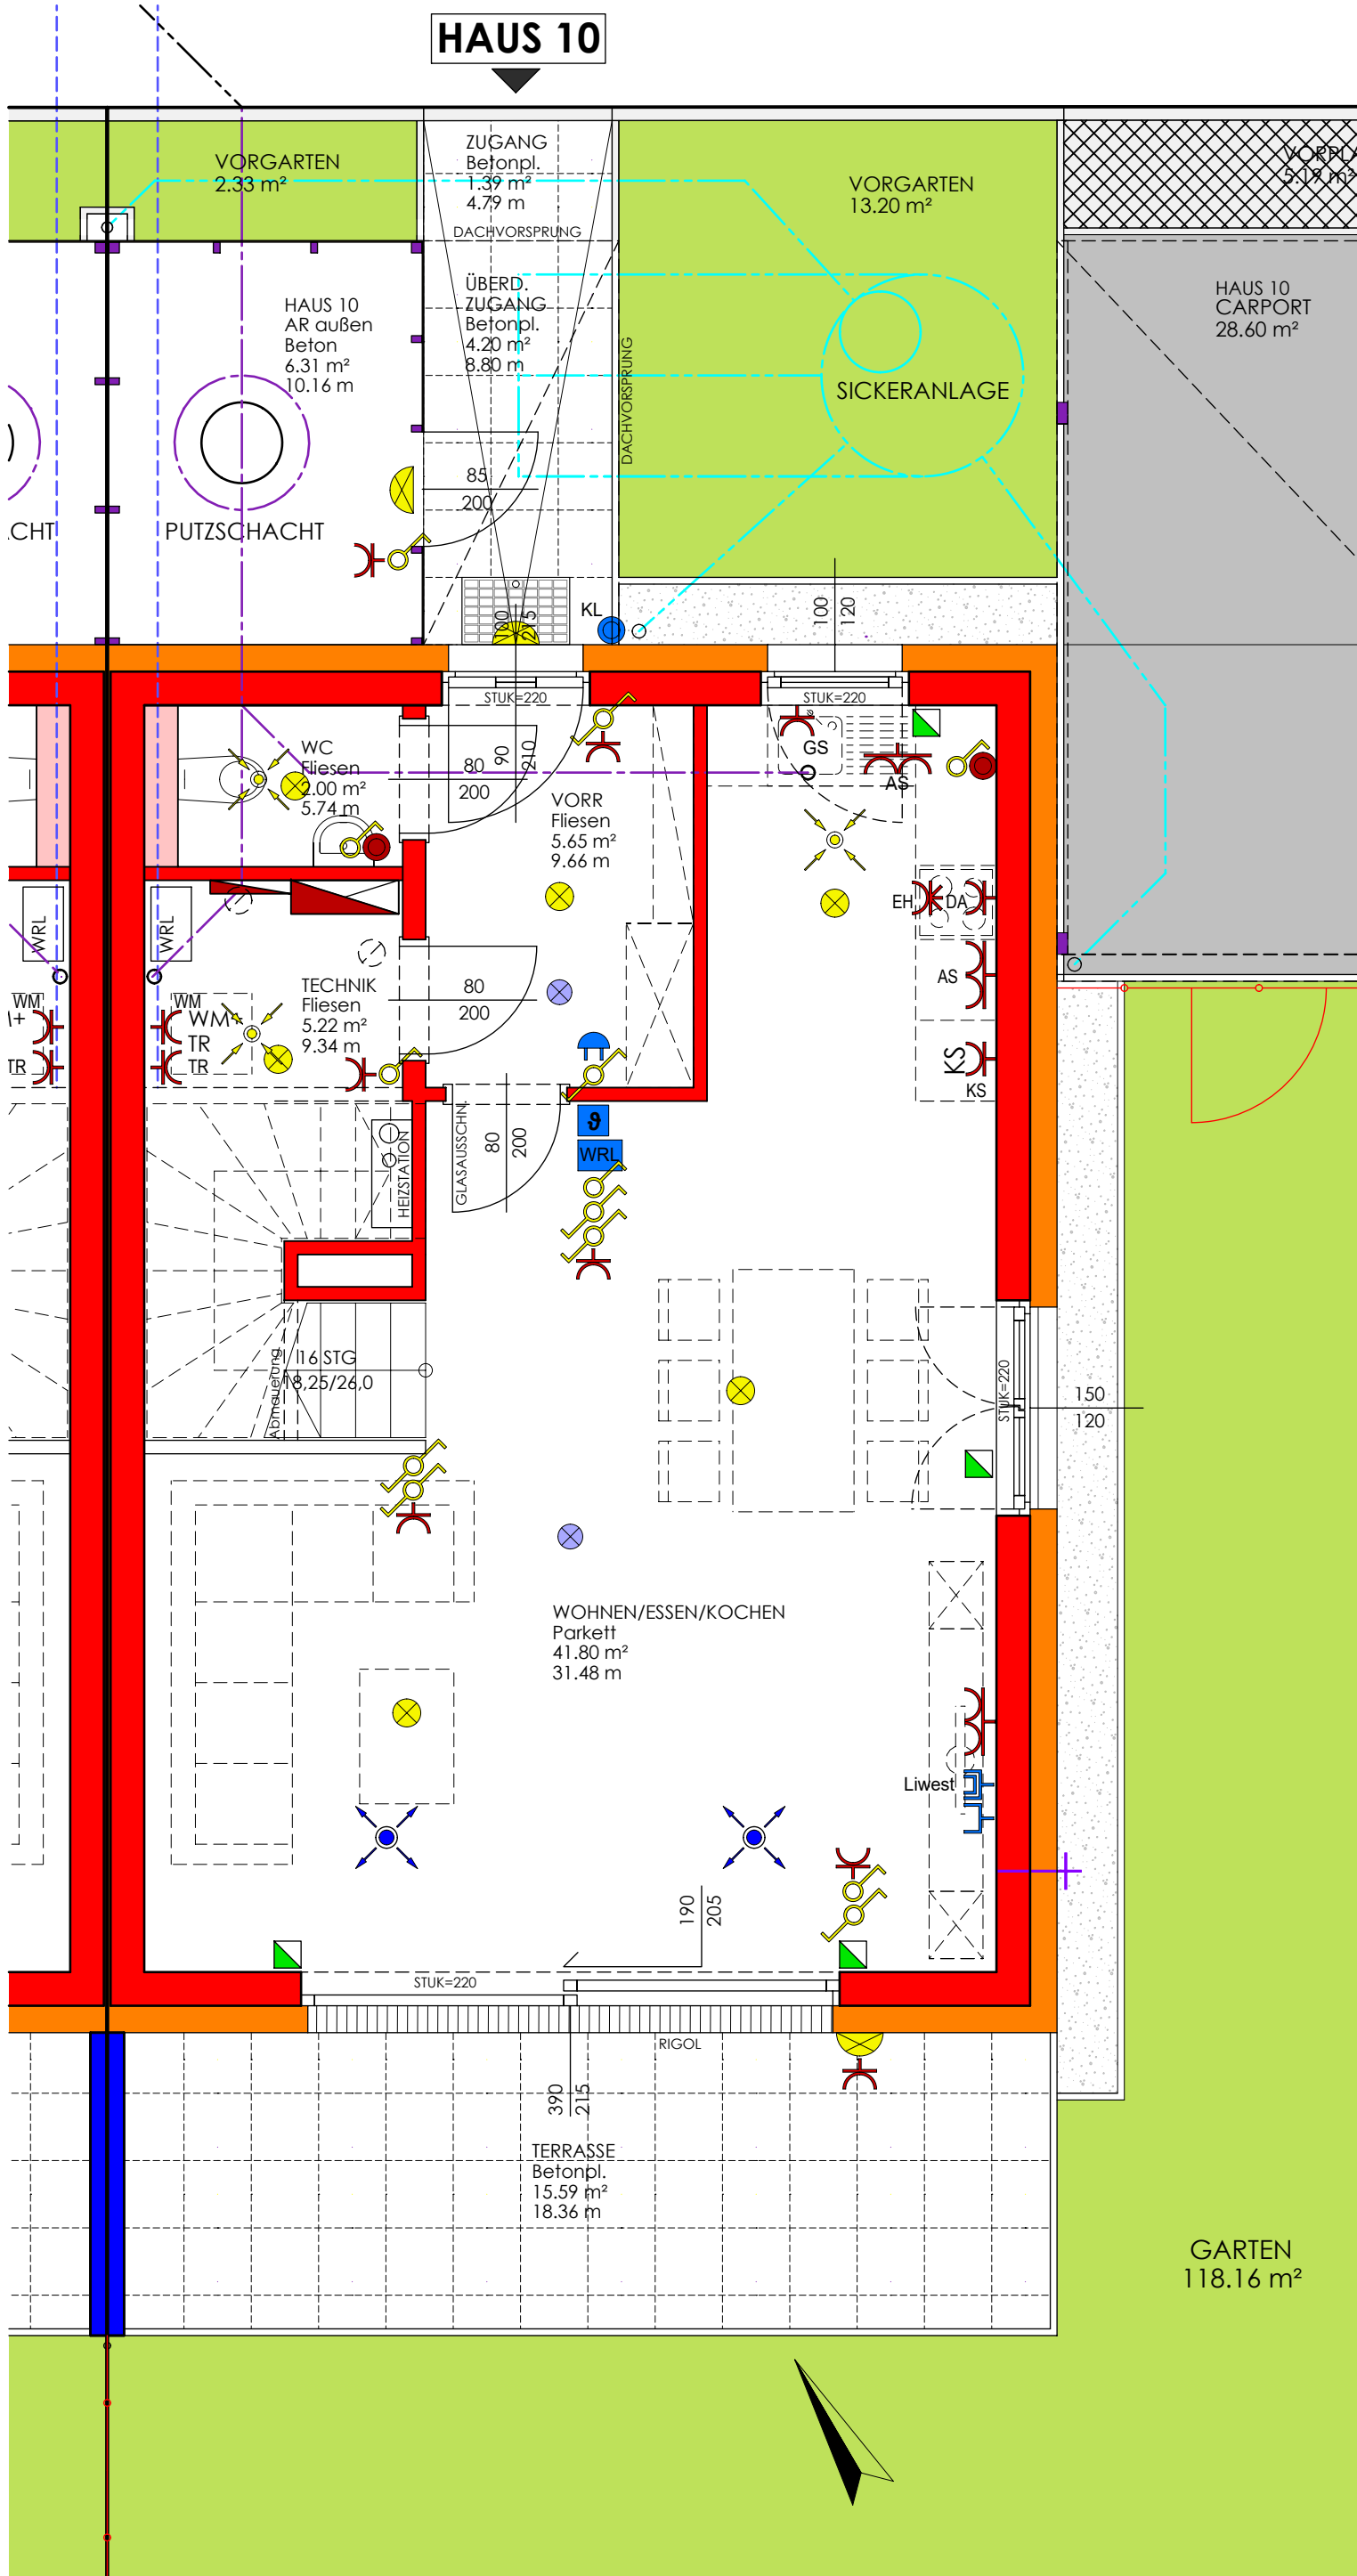 HAUS 10
VORGARTEN
2.33 m²
ZUGANG
Betonpl.
1.39 m²
4.79 m
DACHVORSPRUNG
VORGARTEN
13.20 m²
5.19 m²
HAUS 10
AR außen
Beton
6.31 m²
10.16 m
ÜBERD.
ZUGANG
Betonpl.
4.20 m²
8.80 m
DACHVORSPRUNG
SICKERANLAGE
HAUS 10
CARPORT
28.60 m²
CHT
PUTZSCHACHT
85
200
KL
100
215
100
120
STUK=220
STUK=220
WC
Fliesen
2.00 m²
5.74 m
80
200
90
210
GS
AS
VORR
Fliesen
5.65 m²
9.66 m
EH
DA
AS
WRL
WRL
TECHNIK
Fliesen
5.22 m²
9.34 m
80
200
WM
TR
WM
WM+
TR
TR
KS
KS
HEIZSTATION
GLASAUSSCHN.
80
200
ϑ
WRL
Abmauerung
16 STG
18,25/26,0
STUK=220
150
120
WOHNEN/ESSEN/KOCHEN
Parkett
41.80 m²
31.48 m
Liwest
190
205
STUK=220
RIGOL
390
215
TERRASSE
Betonpl.
15.59 m²
18.36 m
GARTEN
118.16 m²